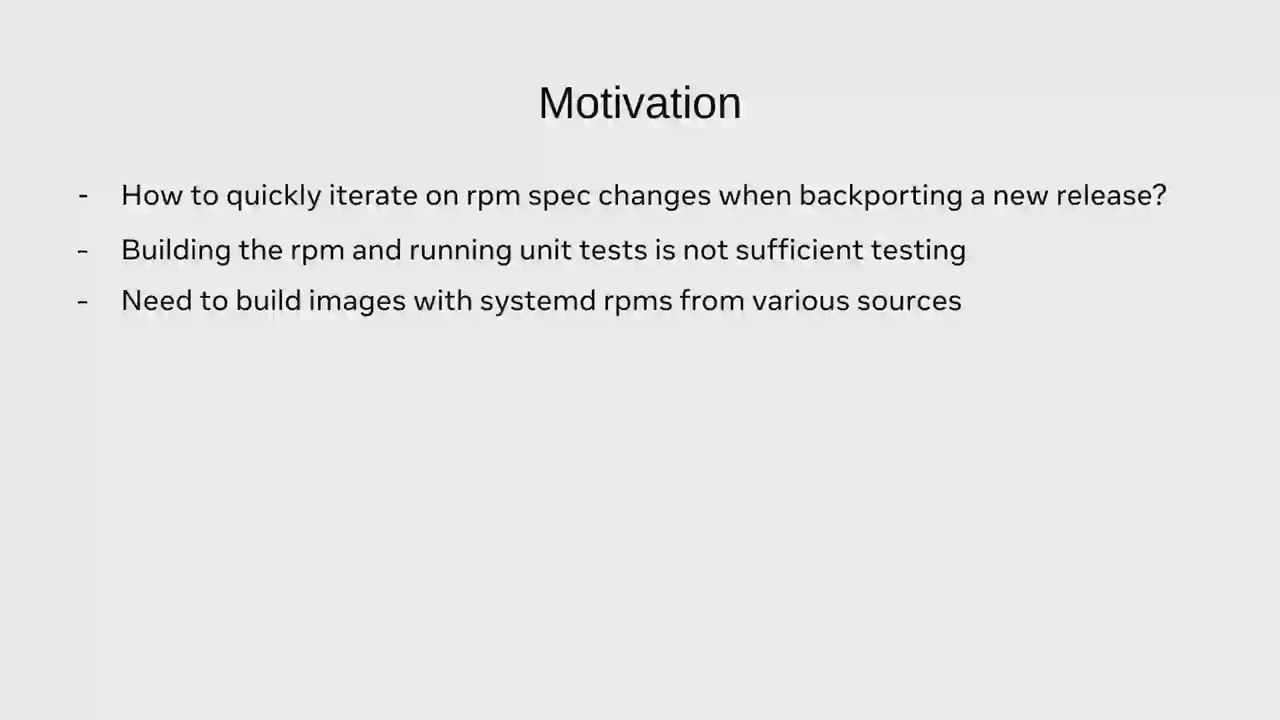 Motivation
- How to quickly iterate on rpm spec changes when backporting a new release?
- Building the rpm and running unit tests is not sufficient testing
- Need to build images with systemd rpms from various sources